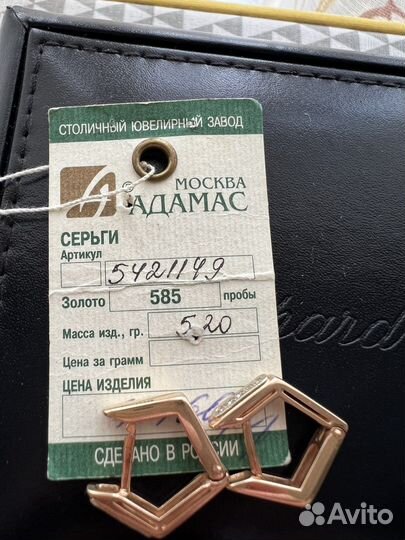 СТОЛИЧНЫЙ ЮВЕЛИРНЫЙ ЗАВОД
МОСКВА
АДАМАС
СЕРЬГИ
Артикул
5421149
Золото 585 пробы
Масса изд., гр. 5.20
Цена за грамм
ЦЕНА ИЗДЕЛИЯ
СДЕЛАНО В РОССИИ
Avito